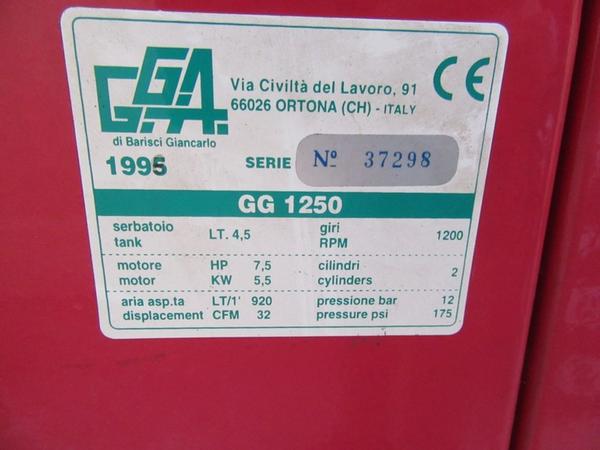 G.GA.
Via Civiltà del Lavoro, 91
66026 ORTONA (CH) - ITALY
CE
di Barisci Giancarlo
1995
SERIE Nº 37298
GG 1250
serbatoio
tank LT. 4,5
giri
RPM 1200
motore HP 7,5
motor KW 5,5
cilindri
cylinders 2
aria asp.ta LT/1' 920
displacement CFM 32
pressione bar 12
pressure psi 175